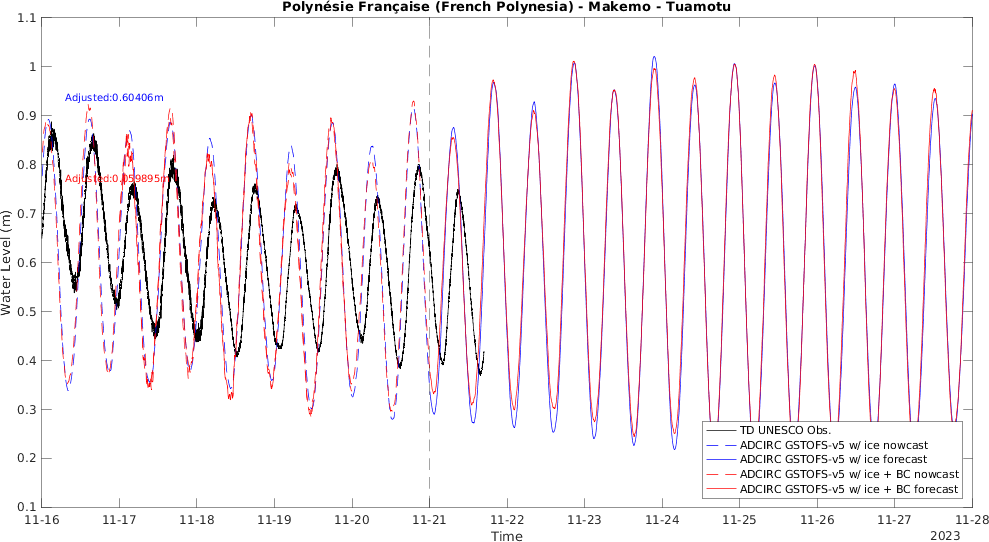 Polynésie Française (French Polynesia) - Makemo - Tuamotu
1.1
1
0.9
0.8
0.7
0.6
0.5
0.4
0.3
0.2
0.1
Water Level (m)
Adjusted:0.60406m
Adjusted:0.059895m
TD UNESCO Obs.
ADCIRC GSTOFS-v5 w/ ice nowcast
ADCIRC GSTOFS-v5 w/ ice forecast
ADCIRC GSTOFS-v5 w/ ice + BC nowcast
ADCIRC GSTOFS-v5 w/ ice + BC forecast
11-16 11-17 11-18 11-19 11-20 11-21 11-22 11-23 11-24 11-25 11-26 11-27 11-28
Time
2023